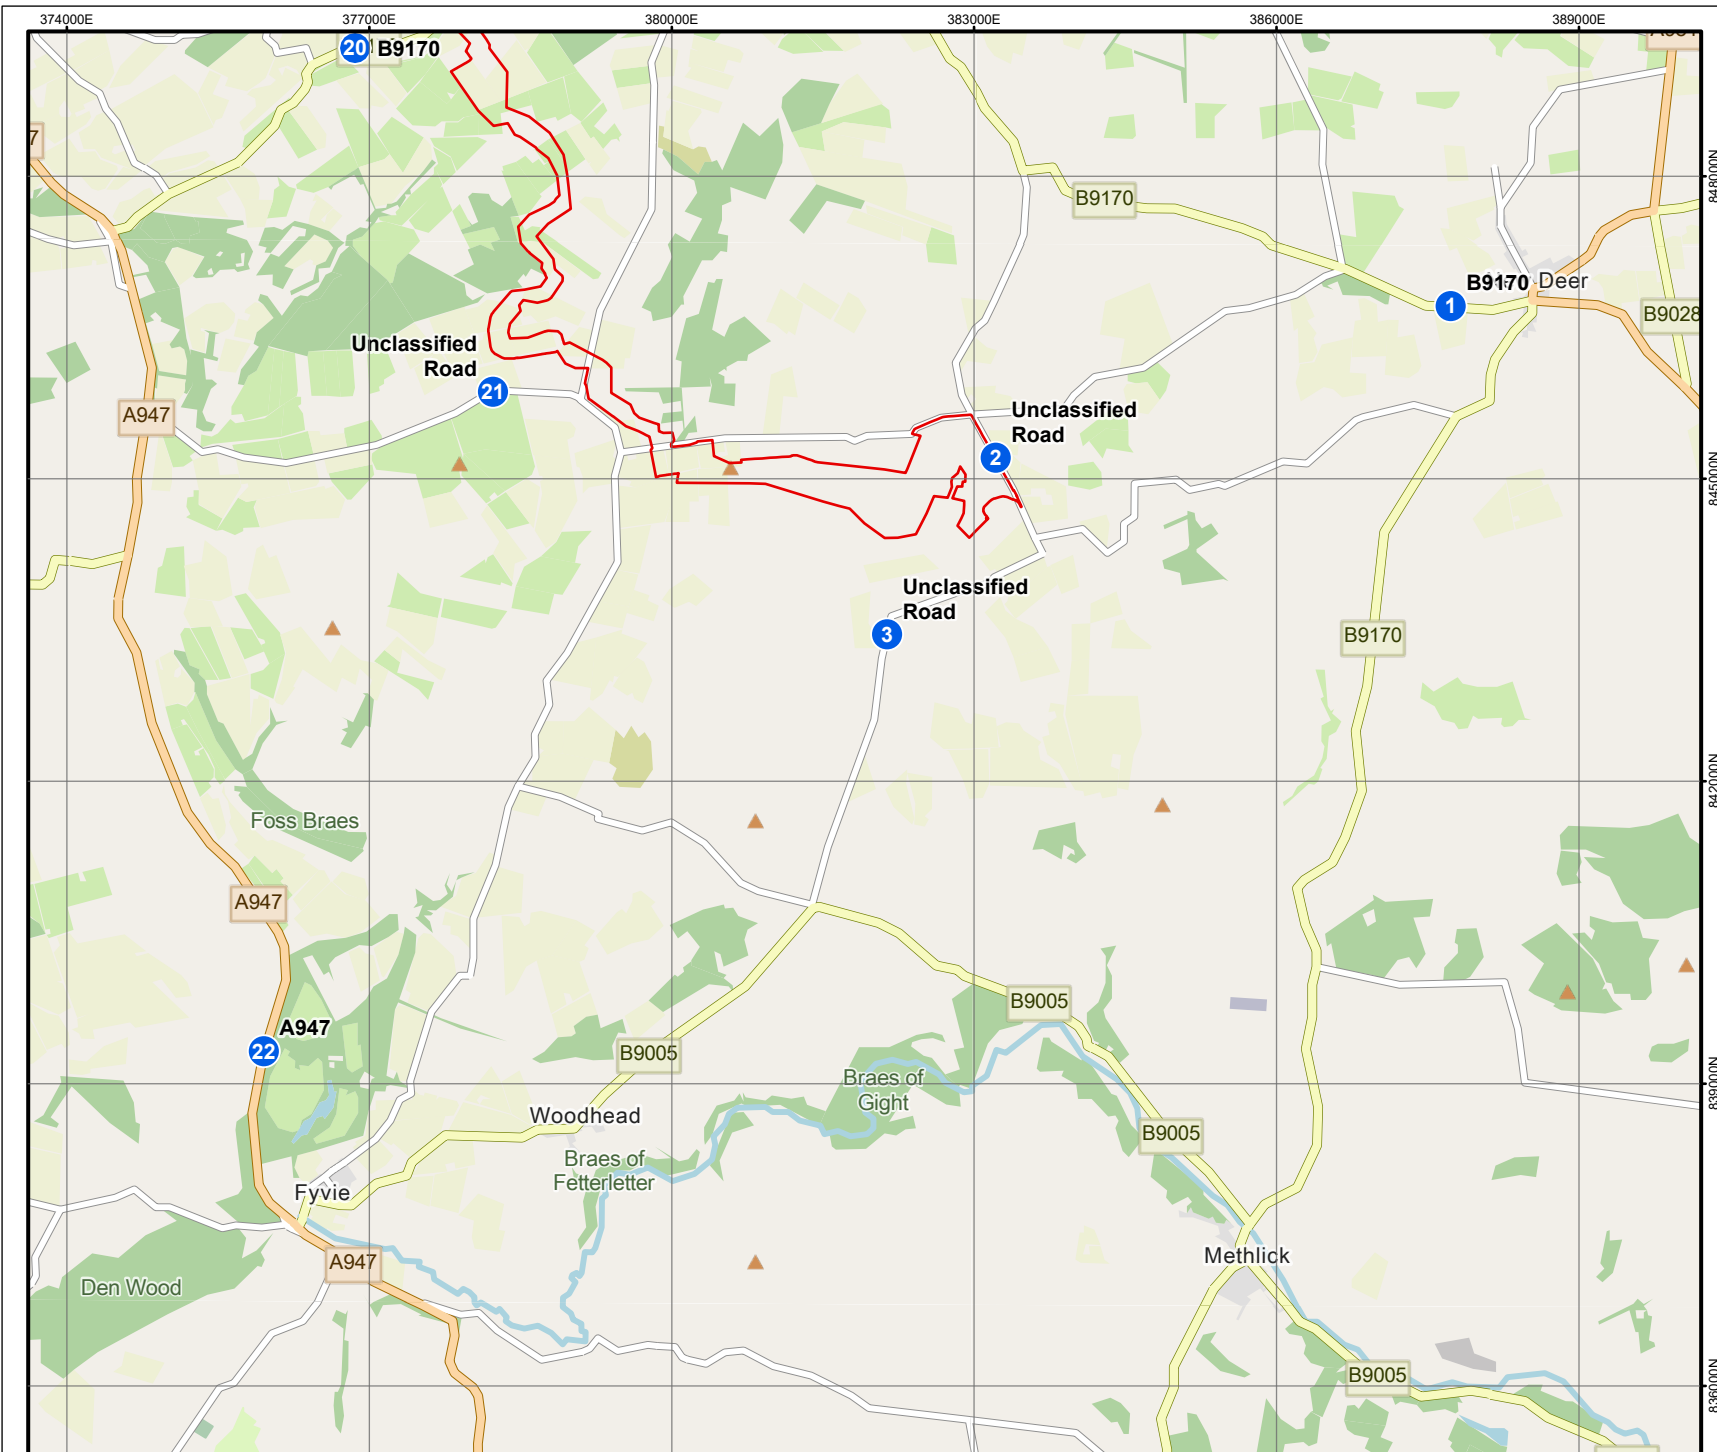 374000E
377000E
380000E
383000E
386000E
389000E
20
B9170
7
848000N
B9170
B9170
Deer
1
B9028
Unclassified
Road
21
A947
Unclassified
Road
2
845000N
Unclassified
Road
3
B9170
842000N
Foss Braes
A947
B9005
A947
22
B9005
Braes of
Gight
839000N
Woodhead
B9005
Braes of
Fetterletter
Fyvie
Methlick
A947
Den Wood
B9005
836000N